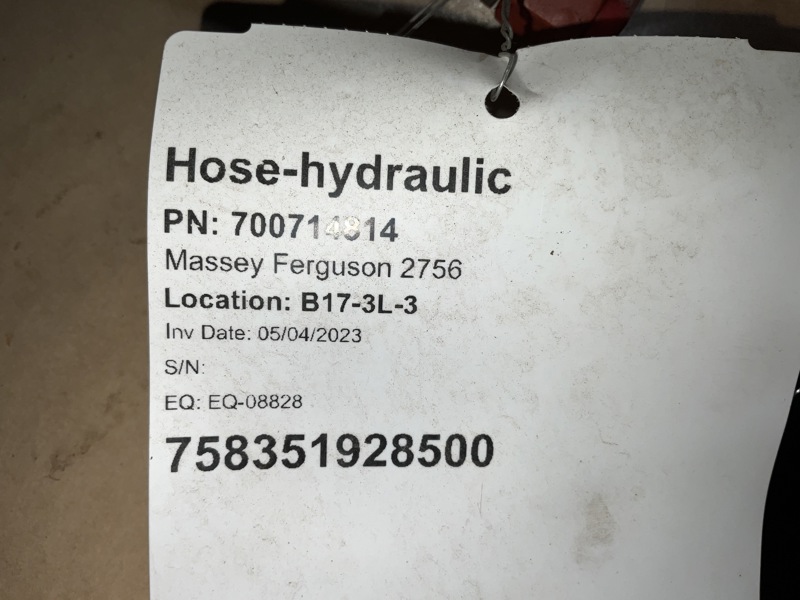 Hose-hydraulic
PN: 700714814
Massey Ferguson 2756
Location: B17-3L-3
Inv Date: 05/04/2023
S/N:
EQ: EQ-08828
758351928500